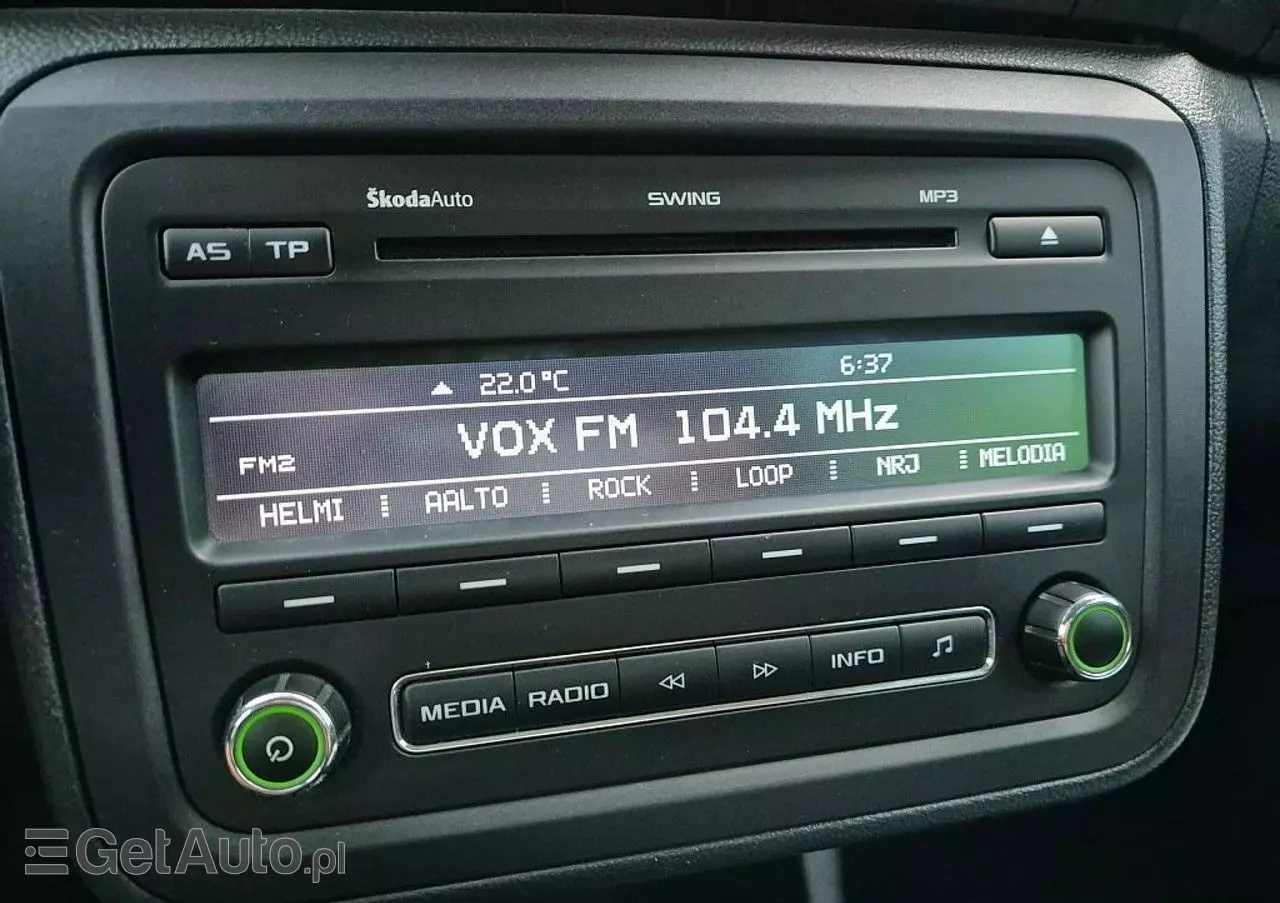 ŠkodaAuto SWING MP3
AS TP
22.0°C 6:37
VOX FM 104.4 MHz
FM2
HELMI AALTO ROCK LOOP NRJ MELODIA
MEDIA RADIO INFO
GetAuto.pl